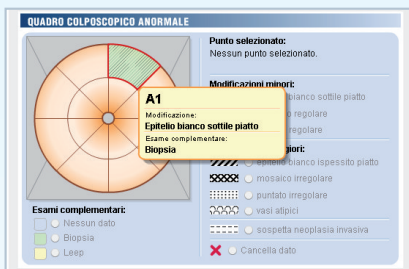 QUADRO COLPOSCOPICO ANORMALE
Punto selezionato:
Nessun punto selezionato.
Modificazioni minori:
bianco sottile piatto
regolare
regolare
A1
Modificazione:
Epitelio bianco sottile piatto
Esame complementare:
Biopsia
iori:
epitelio bianco ispessito piatto
mosaico irregolare
puntato irregolare
vasi atipici
sospetta neoplasia invasiva
Cancella dato
Esami complementari:
Nessun dato
Biopsia
Leep